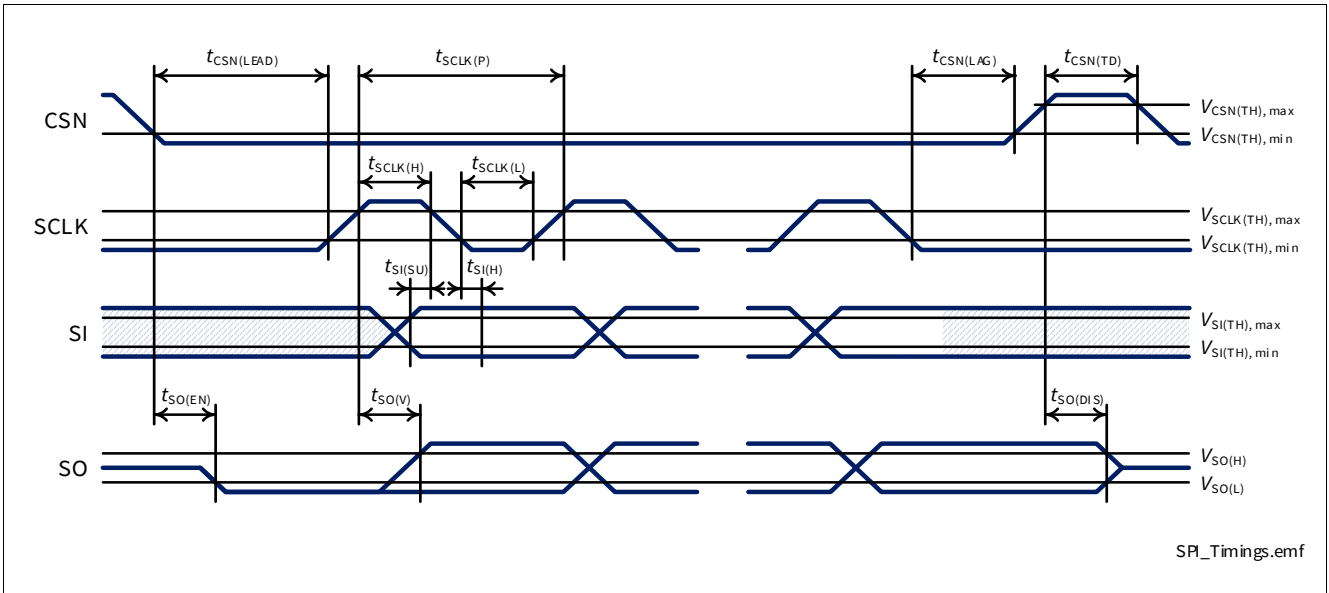 tCSN(LEAD) tSCLK(P) tCSN(LAG) tCSN(TD)
CSN VCSN(TH), max
VCSN(TH), min
tSCLK(H) tSCLK(L)
SCLK VSCLK(TH), max
VSCLK(TH), min
tSI(SU) tSI(H)
SI VSI(TH), max
VSI(TH), min
tSO(EN) tSO(V) tSO(DIS)
SO VSO(H)
VSO(L)
SPI_Timings.emf